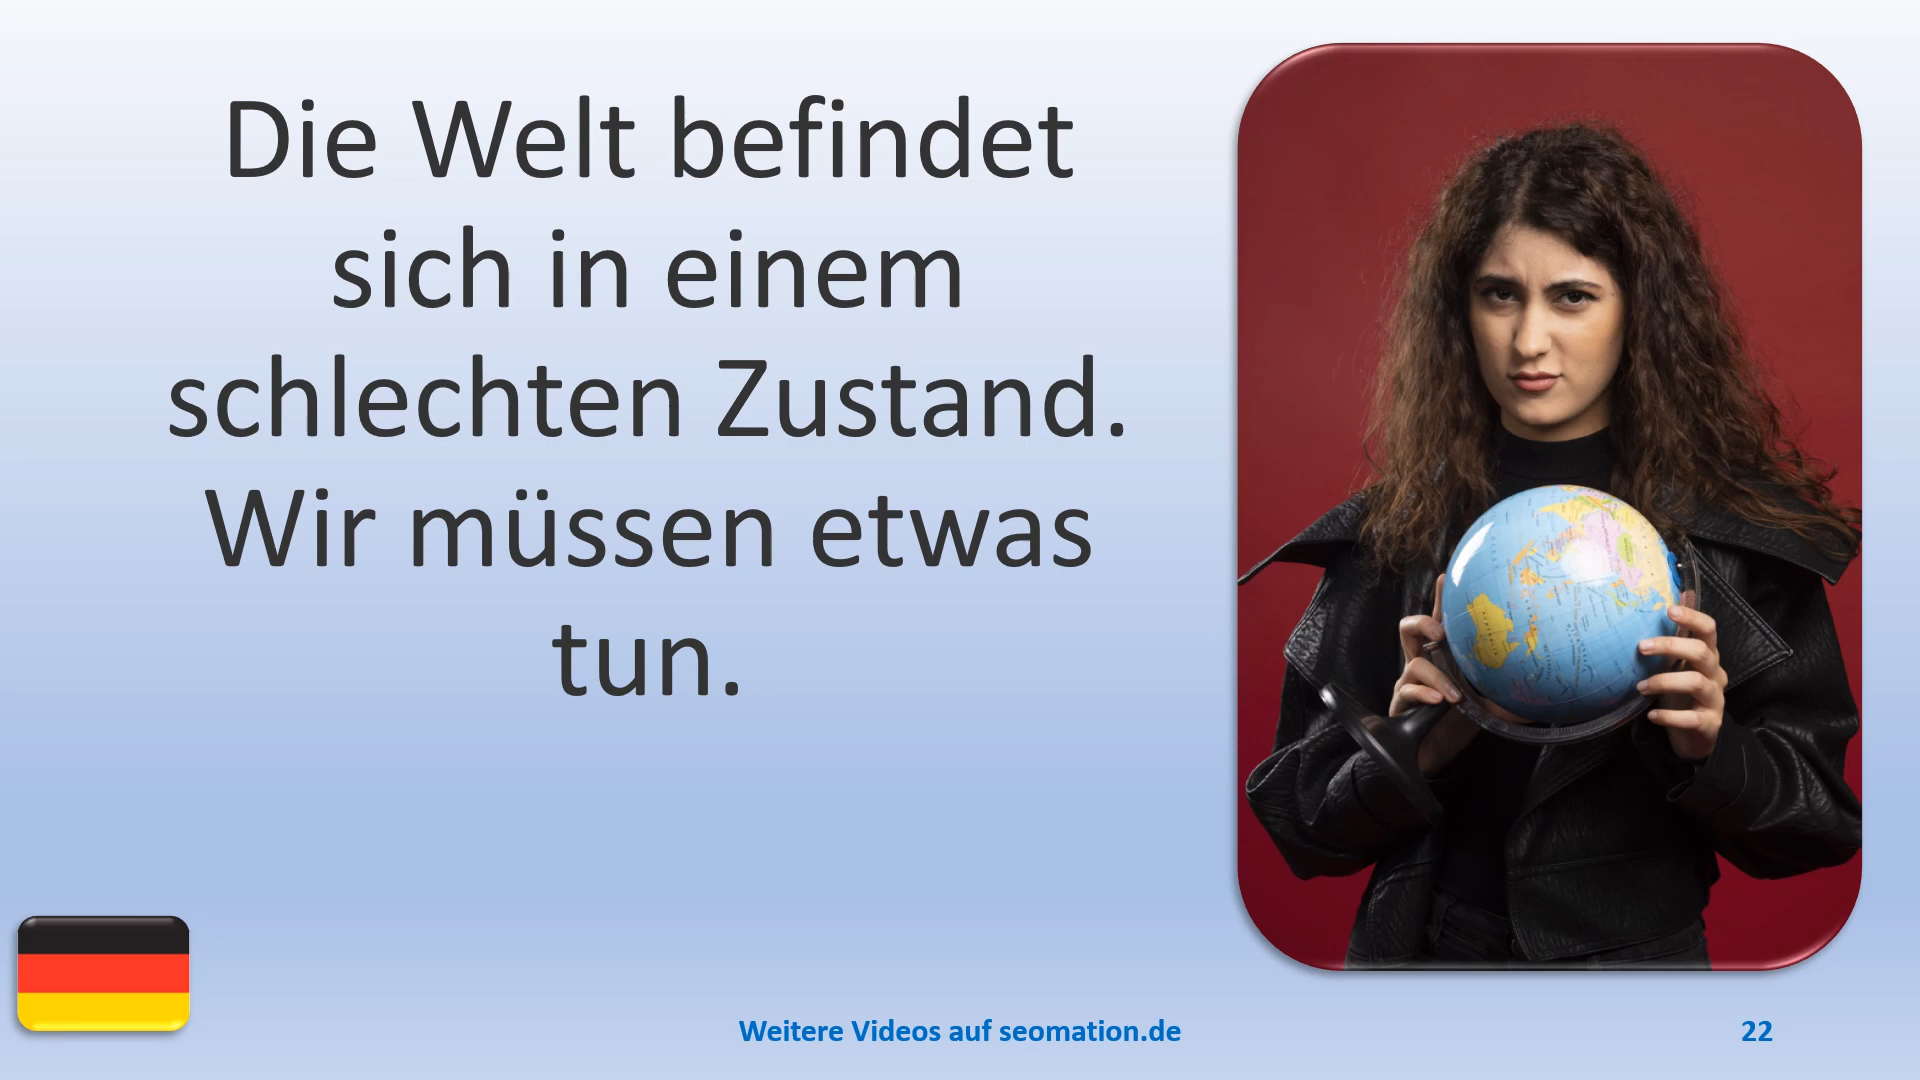 Die Welt befindet
sich in einem
schlechten Zustand.
Wir müssen etwas
tun.
Weitere Videos auf seomation.de
22